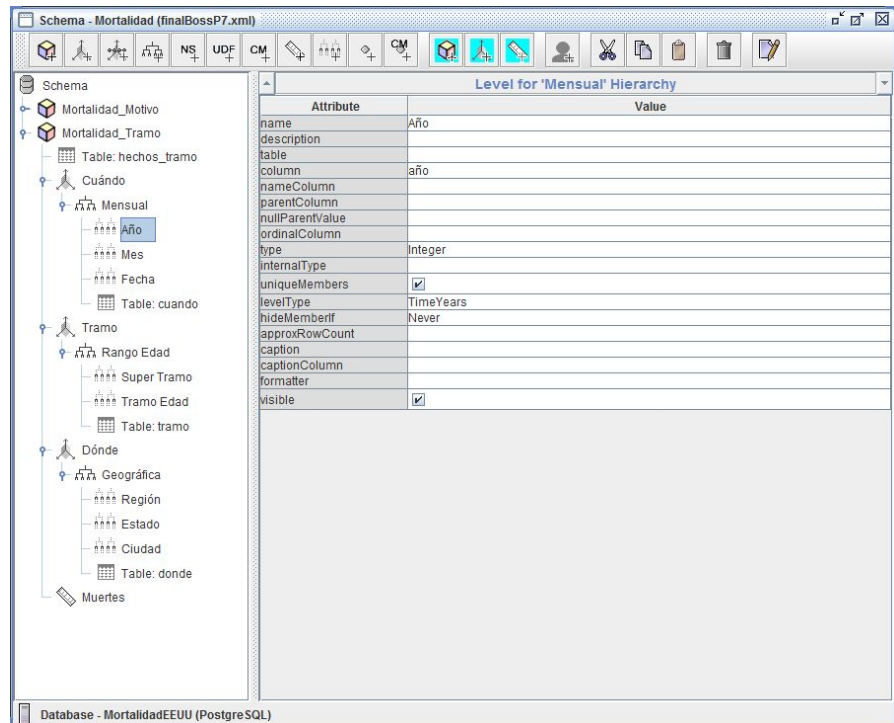 Schema - Mortalidad (finalBossP7.xml)
NS UDF CM CM
Schema
Mortalidad_Motivo
Mortalidad_Tramo
Table: hechos_tramo
Cuándo
Mensual
Año
Mes
Fecha
Table: cuando
Tramo
Rango Edad
Super Tramo
Tramo Edad
Table: tramo
Dónde
Geográfica
Región
Estado
Ciudad
Table: donde
Muertes
Level for 'Mensual' Hierarchy
Attribute Value
name Año
description
table
column año
nameColumn
parentColumn
nullParentValue
ordinalColumn
type Integer
internalType
uniqueMembers
levelType TimeYears
hideMemberIf Never
approxRowCount
caption
captionColumn
formatter
visible
Database - MortalidadEEUU (PostgreSQL)